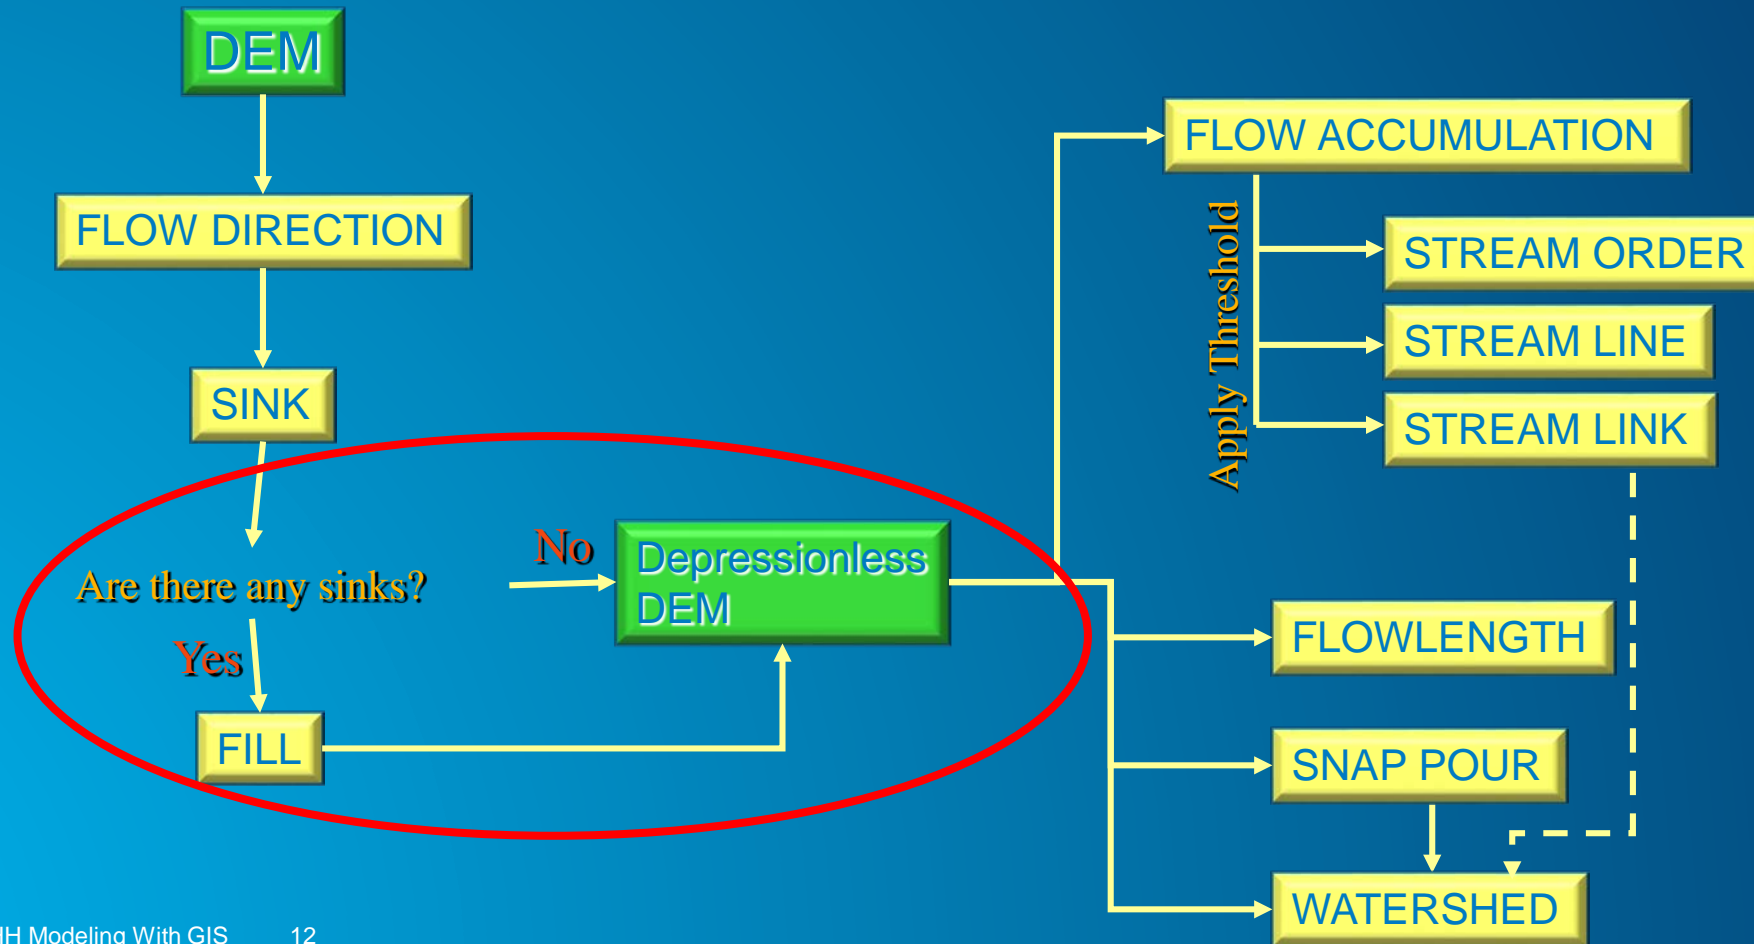 DEM
FLOW DIRECTION
SINK
Are there any sinks?
No
Yes
FILL
Depressionless
DEM
FLOW ACCUMULATION
Apply Threshold
STREAM ORDER
STREAM LINE
STREAM LINK
FLOWLENGTH
SNAP POUR
WATERSHED
Modeling With GIS 12